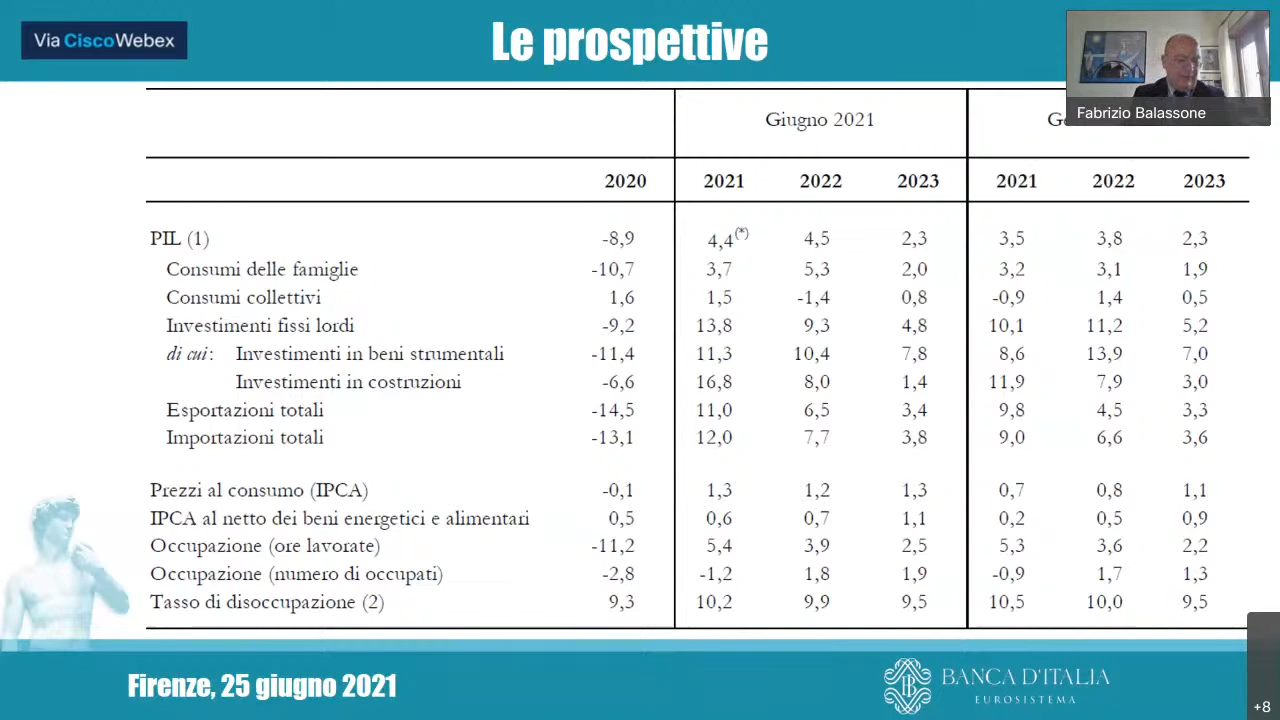 Via CiscoWebex
Le prospettive
Fabrizio Balassone
Giugno 2021
2020 2021 2022 2023 2021 2022 2023
PIL (1) -8,9 4,4(*) 4,5 2,3 3,5 3,8 2,3
Consumi delle famiglie -10,7 3,7 5,3 2,0 3,2 3,1 1,9
Consumi collettivi 1,6 1,5 -1,4 0,8 -0,9 1,4 0,5
Investimenti fissi lordi -9,2 13,8 9,3 4,8 10,1 11,2 5,2
di cui: Investimenti in beni strumentali -11,4 11,3 10,4 7,8 8,6 13,9 7,0
Investimenti in costruzioni -6,6 16,8 8,0 1,4 11,9 7,9 3,0
Esportazioni totali -14,5 11,0 6,5 3,4 9,8 4,5 3,3
Importazioni totali -13,1 12,0 7,7 3,8 9,0 6,6 3,6
Prezzi al consumo (IPCA) -0,1 1,3 1,2 1,3 0,7 0,8 1,1
IPCA al netto dei beni energetici e alimentari 0,5 0,6 0,7 1,1 0,2 0,5 0,9
Occupazione (ore lavorate) -11,2 5,4 3,9 2,5 5,3 3,6 2,2
Occupazione (numero di occupati) -2,8 -1,2 1,8 1,9 -0,9 1,7 1,3
Tasso di disoccupazione (2) 9,3 10,2 9,9 9,5 10,5 10,0 9,5
Firenze, 25 giugno 2021
BANCA D'ITALIA
EUROSISTEMA
+8